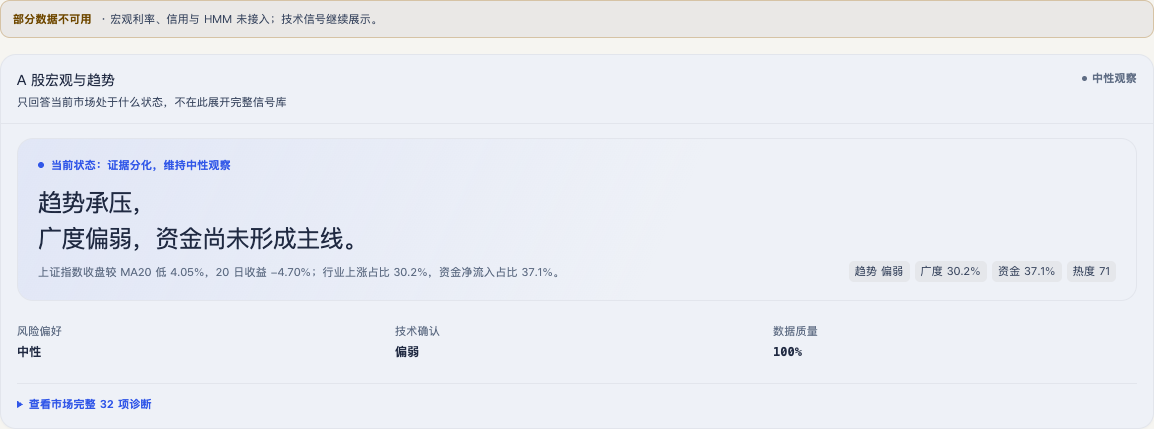 部分数据不可用 · 宏观利率、信用与 HMM 未接入；技术信号继续展示。
A 股宏观与趋势
中性观察
只回答当前市场处于什么状态，不在此展开完整信号库
当前状态：证据分化，维持中性观察
趋势承压，
广度偏弱，资金尚未形成主线。
上证指数收盘较 MA20 低 4.05%，20 日收益 −4.70%；行业上涨占比 30.2%，资金净流入占比 37.1%。
趋势 偏弱 广度 30.2% 资金 37.1% 热度 71
风险偏好 技术确认 数据质量
中性 偏弱 100%
查看市场完整 32 项诊断